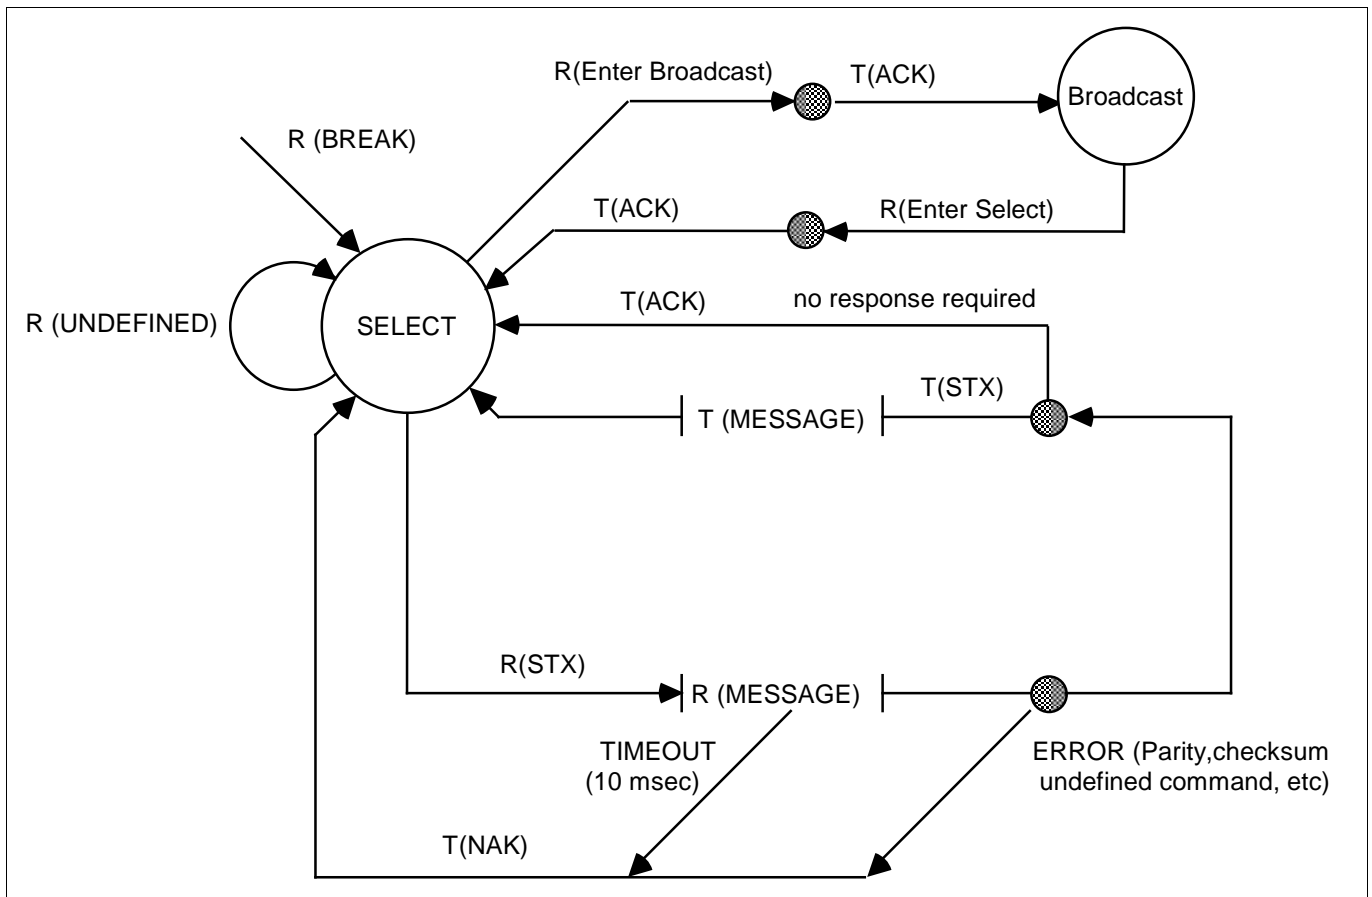 R(Enter Broadcast)
T(ACK)
Broadcast
R (BREAK)
T(ACK)
R(Enter Select)
T(ACK)
no response required
R (UNDEFINED)
SELECT
T(STX)
T (MESSAGE)
R(STX)
R (MESSAGE)
TIMEOUT
(10 msec)
ERROR (Parity,checksum
undefined command, etc)
T(NAK)